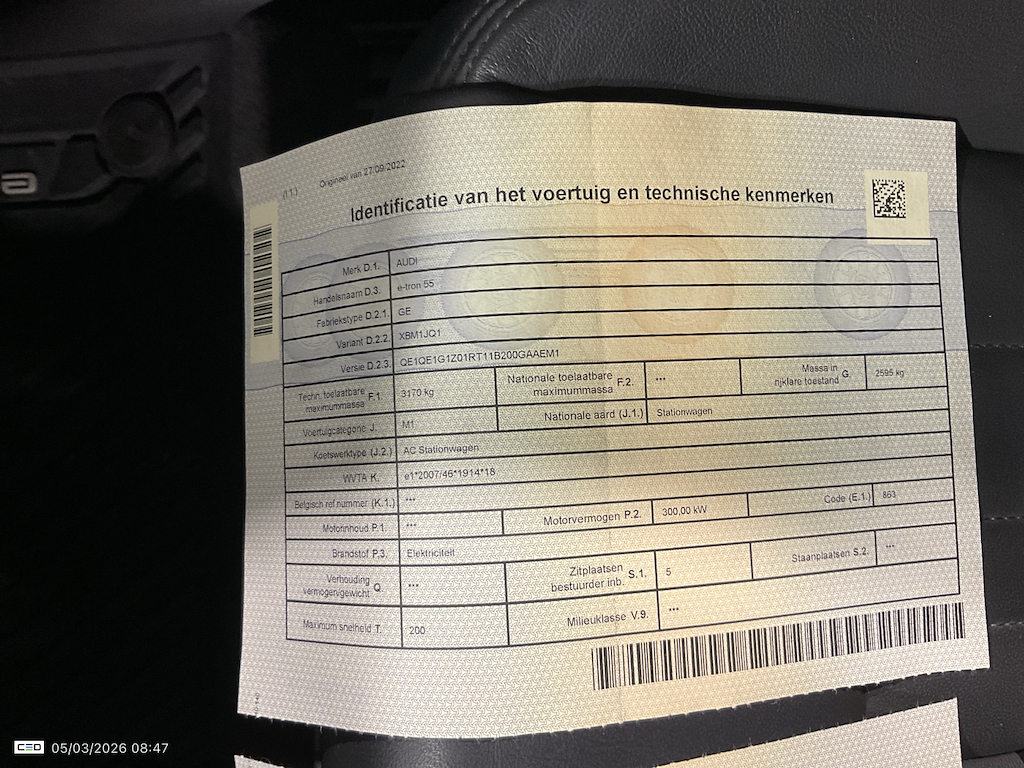 (1.1.) Origineel van 27/09/2022
Identificatie van het voertuig en technische kenmerken
Merk D.1. AUDI
Handelsnaam D.3. e-tron 55
Fabriekstype D.2.1. GE
Variant D.2.2. XBM1JQ1
Versie D.2.3. QE1QE1G1Z01RT11B200GAAEM1
Techn. toelaatbare maximummassa F.1. 3170 kg Nationale toelaatbare maximummassa F.2. *** Massa in rijklare toestand G. 2595 kg
Voertuigcategorie J. M1 Nationale aard (J.1.) Stationwagen
Koetswerktype (J.2.) AC Stationwagen
WVTA K. e1*2007/46*1914*18
Belgisch ref.nummer (K.1.) ***
Motorinhoud P.1. *** Motorvermogen P.2. 300,00 kW Code (E.1.) 863
Brandstof P.3. Elektriciteit
Verhouding vermogen/gewicht Q. *** Zitplaatsen bestuurder inb. S.1. 5 Staanplaatsen S.2. ***
Maximum snelheid T. 200 Milieuklasse V.9. ***
CEO 05/03/2026 08:47